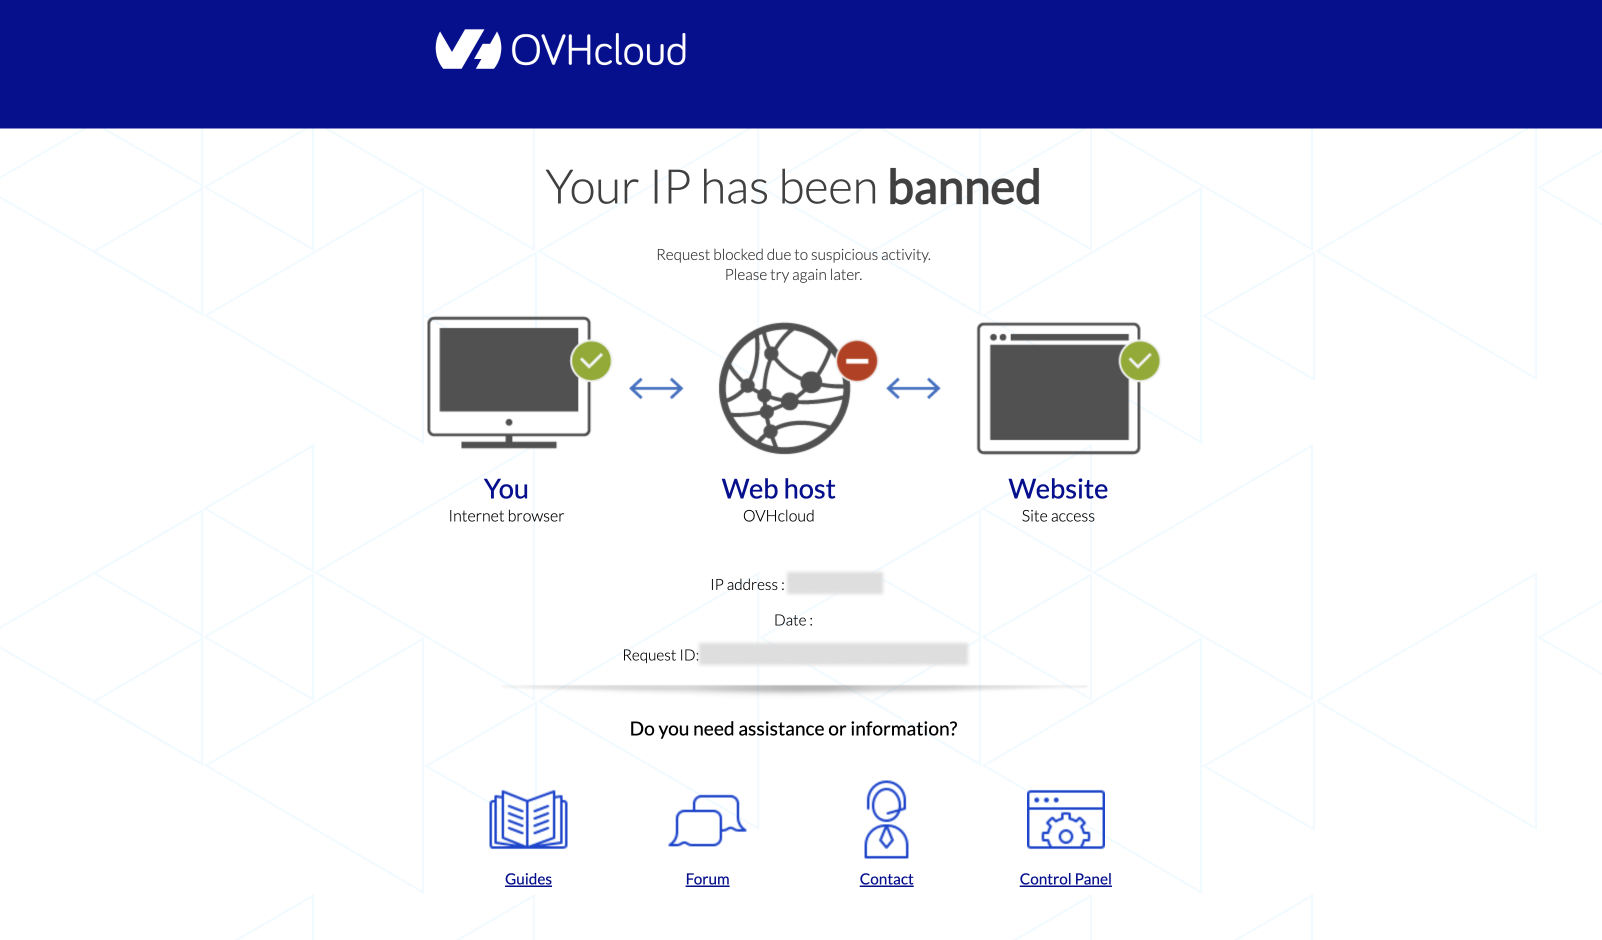 OVHcloud
Your IP has been banned
Request blocked due to suspicious activity.
Please try again later.
You
Internet browser
Web host
OVHcloud
Website
Site access
IP address :
Date :
Request ID:
Do you need assistance or information?
Guides
Forum
Contact
Control Panel